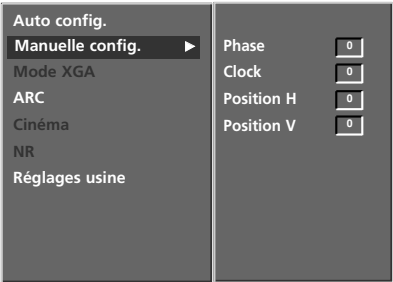 Auto config.
Manuelle config. ▶
Mode XGA
ARC
Cinéma
NR
Réglages usine
Phase 0
Clock 0
Position H 0
Position V 0